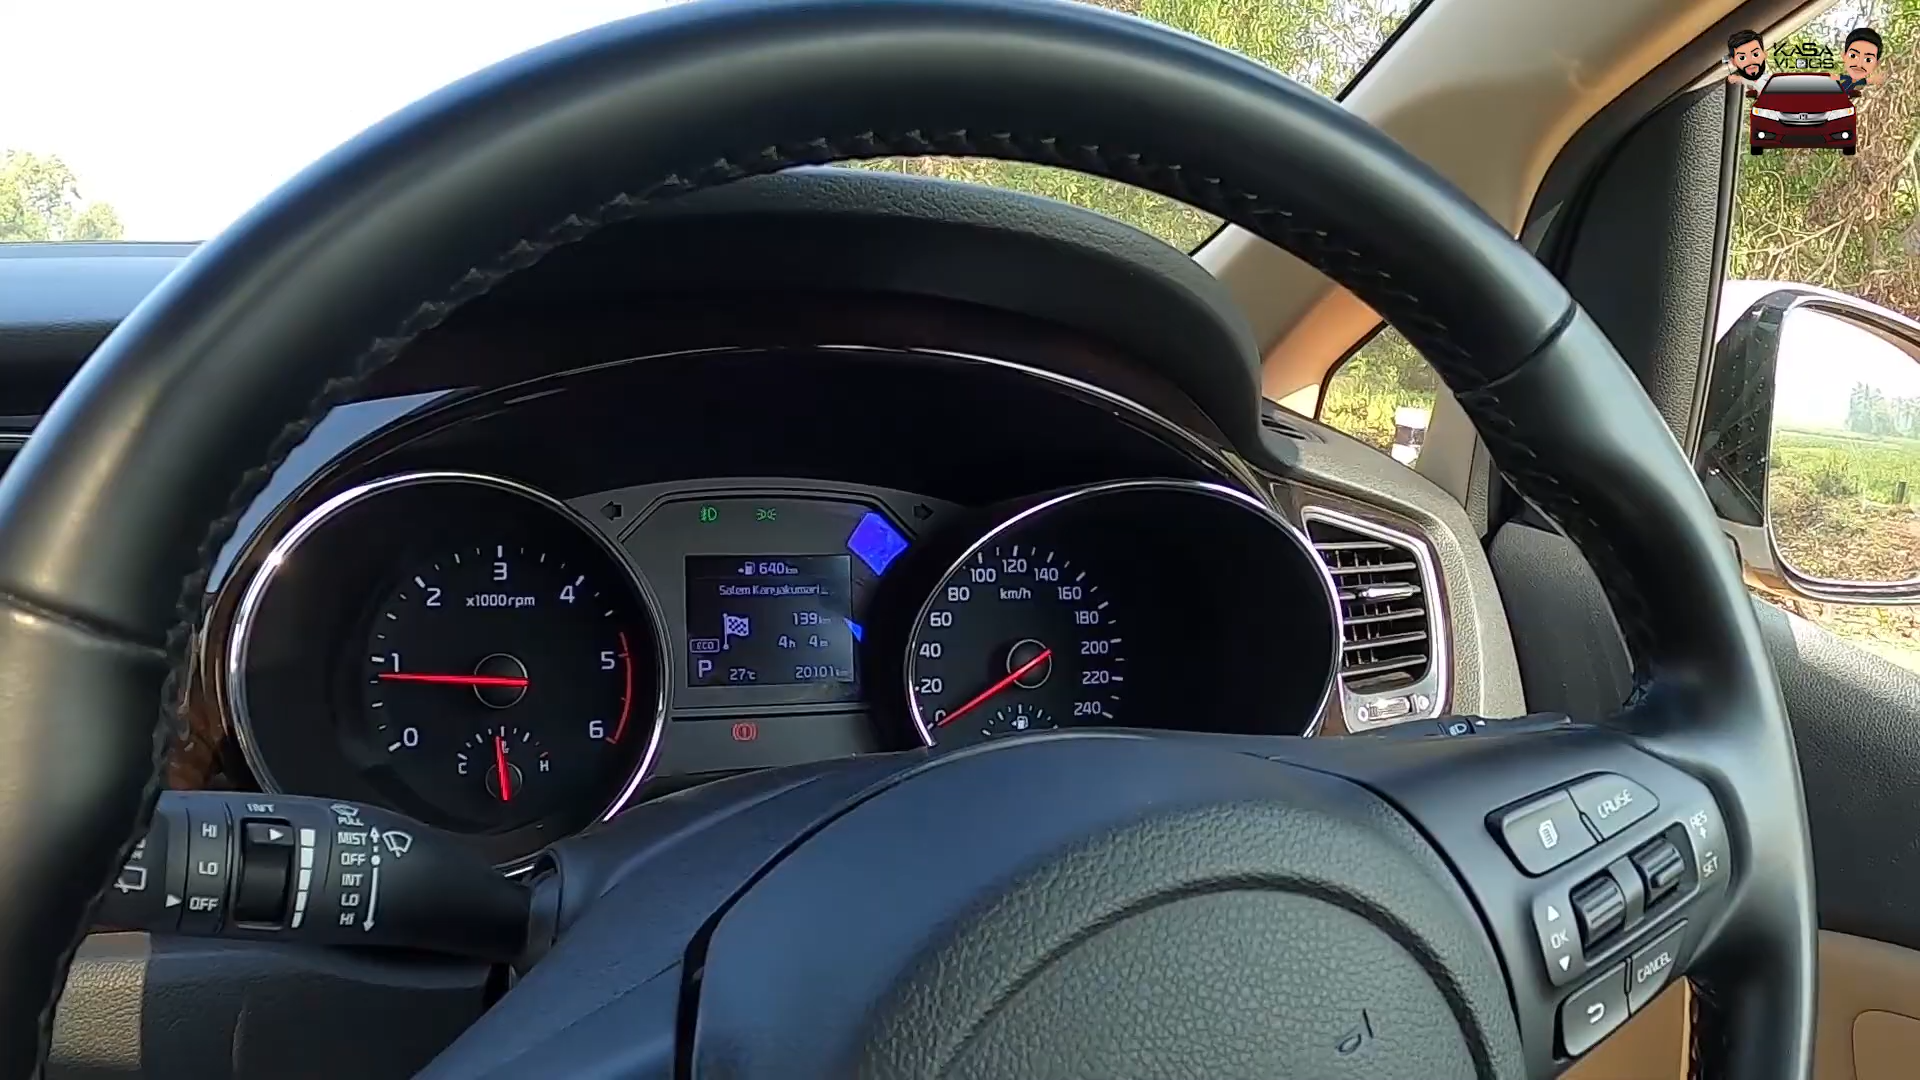 KASA
VLOGS
640km
Salem Kanyakumari...
139km
ECO
4h 4m
P 27°C 20101km
0
1
2
3
4
5
6
x1000rpm
C H
0
20
40
60
80
100
120
140
160
180
200
220
240
km/h
INT
HI
LO
OFF
PULL
MIST
OFF
INT
LO
HI
CRUISE
RES
+
-
SET
OK
CANCEL